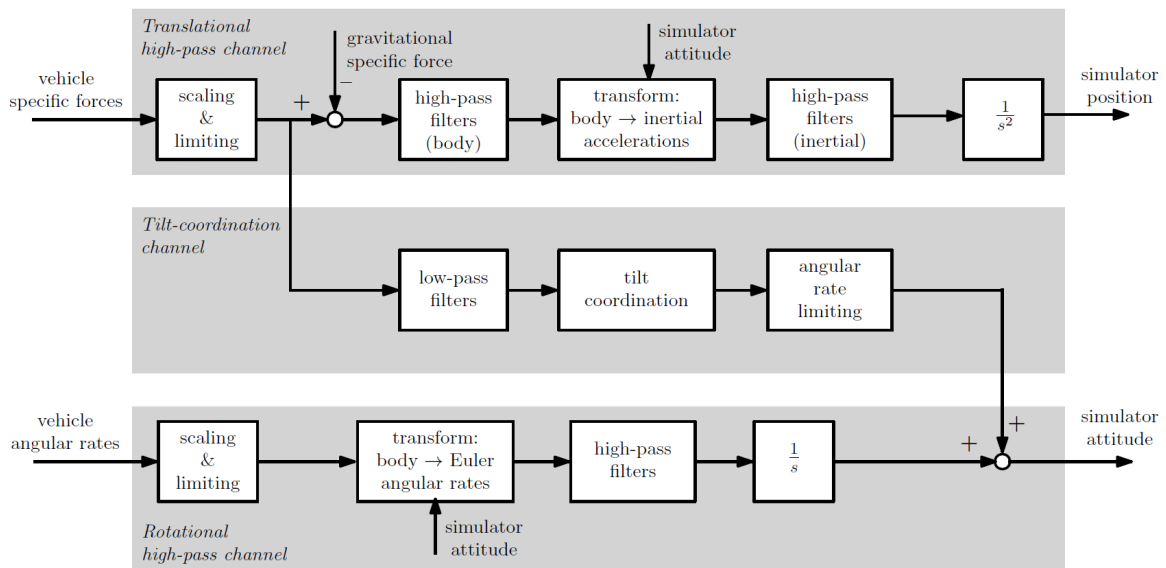 Translational
high-pass channel
vehicle
specific forces
scaling
&
limiting
+
−
gravitational
specific force
high-pass
filters
(body)
simulator
attitude
transform:
body → inertial
accelerations
high-pass
filters
(inertial)
1
s²
simulator
position
Tilt-coordination
channel
low-pass
filters
tilt
coordination
angular
rate
limiting
vehicle
angular rates
scaling
&
limiting
transform:
body → Euler
angular rates
simulator
attitude
high-pass
filters
1
s
+
+
simulator
attitude
Rotational
high-pass channel